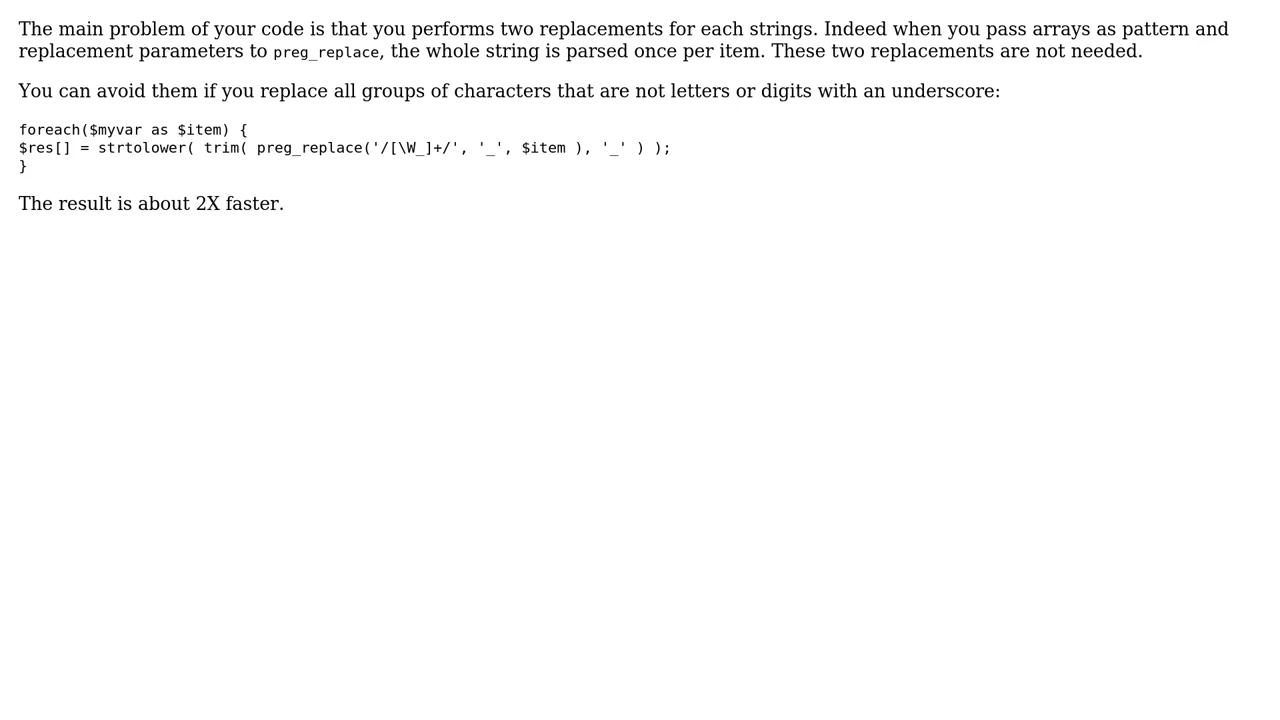 The main problem of your code is that you performs two replacements for each strings. Indeed when you pass arrays as pattern and
replacement parameters to preg_replace, the whole string is parsed once per item. These two replacements are not needed.
You can avoid them if you replace all groups of characters that are not letters or digits with an underscore:
foreach($myvar as $item) {
$res[] = strtolower( trim( preg_replace('/[\W_]+/', '_', $item ), '_' ) );
}
The result is about 2X faster.